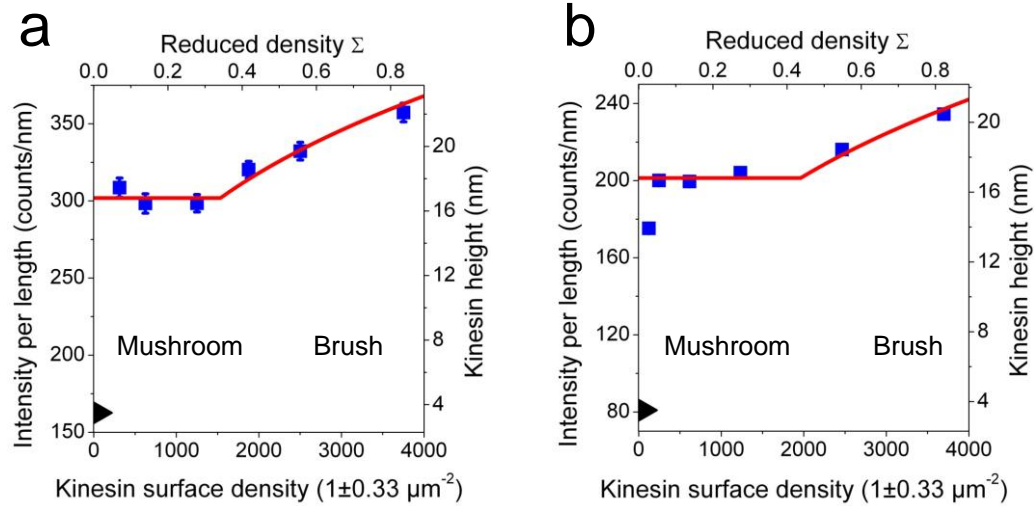 a
Reduced density Σ
0.0 0.2 0.4 0.6 0.8
Intensity per length (counts/nm)
350
300
250
200
150
Kinesin height (nm)
20
16
12
8
4
Mushroom Brush
0 1000 2000 3000 4000
Kinesin surface density (1±0.33 µm⁻²)
b
Reduced density Σ
0.0 0.2 0.4 0.6 0.8
Intensity per length (counts/nm)
240
200
160
120
80
Kinesin height (nm)
20
16
12
8
4
Mushroom Brush
0 1000 2000 3000 4000
Kinesin surface density (1±0.33 µm⁻²)